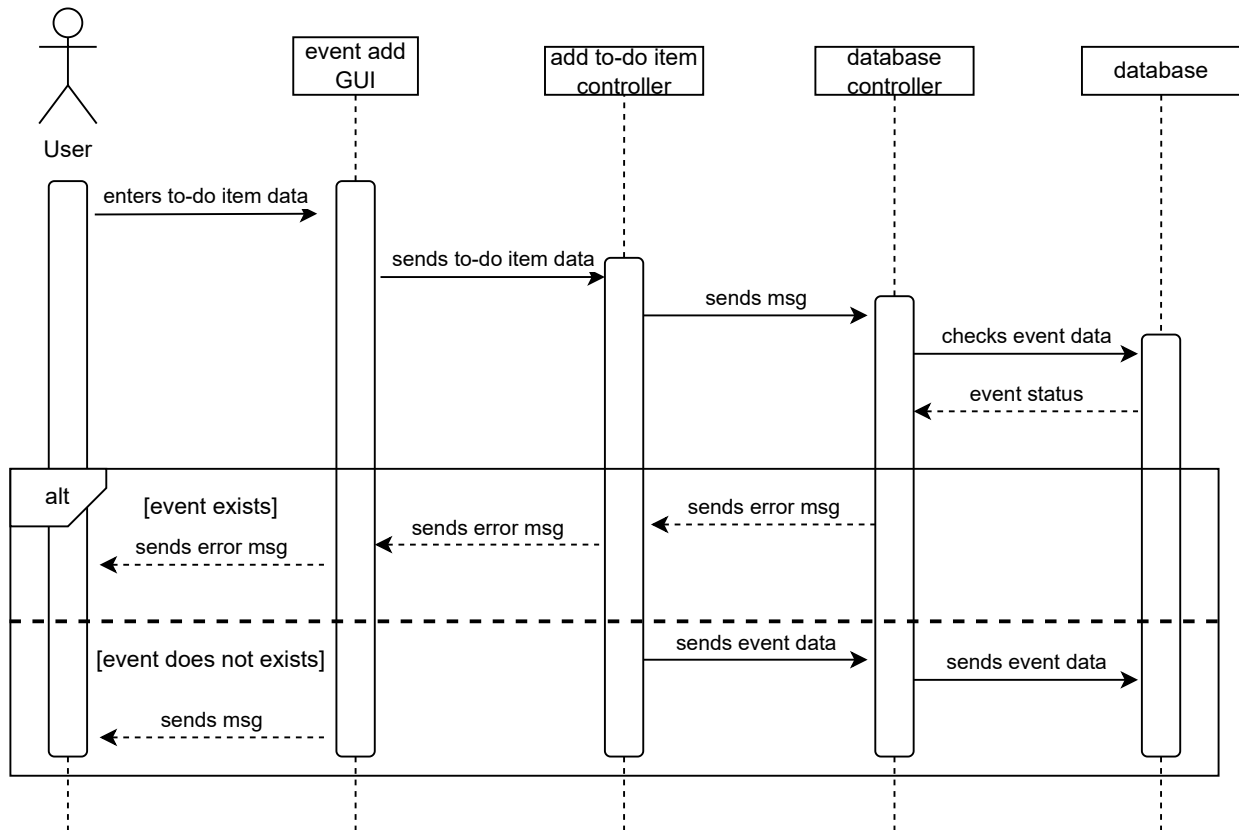 event add
GUI
add to-do item
controller
database
controller
database
User
enters to-do item data
sends to-do item data
sends msg
checks event data
event status
alt
[event exists]
sends error msg
sends error msg
sends error msg
[event does not exists]
sends event data
sends event data
sends msg